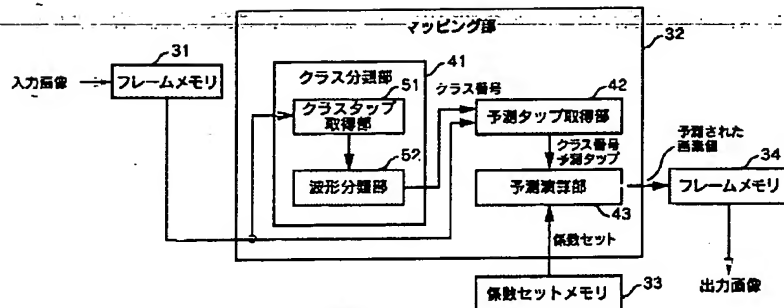 マッピング部
32
31
入力画像
フレームメモリ
41
クラス分類部
クラス番号
51
クラスタップ
取得部
42
予測タップ取得部
52
波形分類部
クラス番号
予測タップ
予測された
画素値
34
予測演算部
43
フレームメモリ
係数セット
係数セットメモリ
33
出力画像